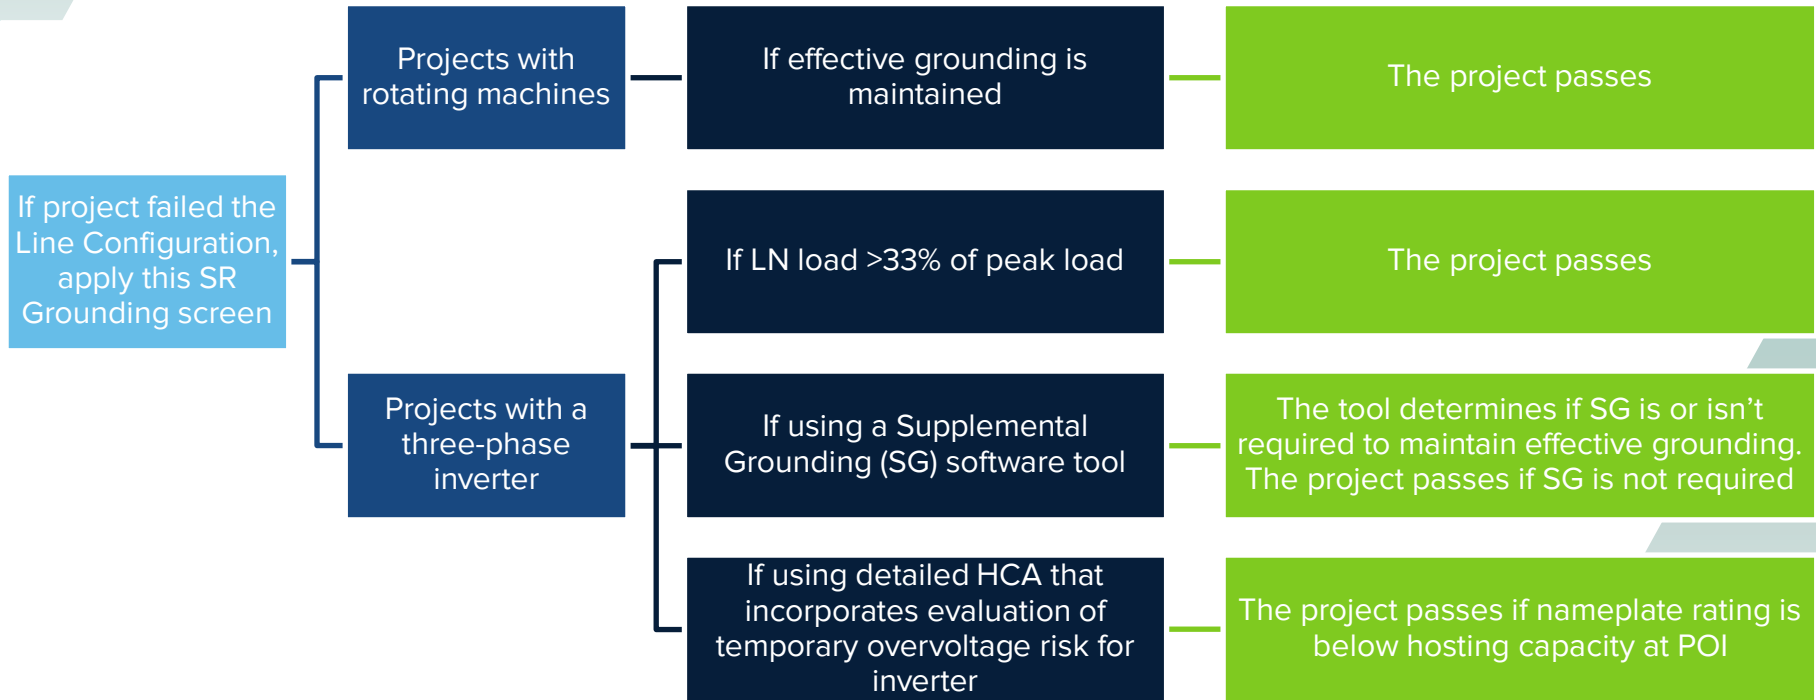 Projects with
rotating machines
If effective grounding is
maintained
The project passes
If project failed the
Line Configuration,
apply this SR
Grounding screen
If LN load >33% of peak load
The project passes
Projects with a
three-phase
inverter
If using a Supplemental
Grounding (SG) software tool
The tool determines if SG is or isn’t
required to maintain effective grounding.
The project passes if SG is not required
If using detailed HCA that
incorporates evaluation of
temporary overvoltage risk for
inverter
The project passes if nameplate rating is
below hosting capacity at POI